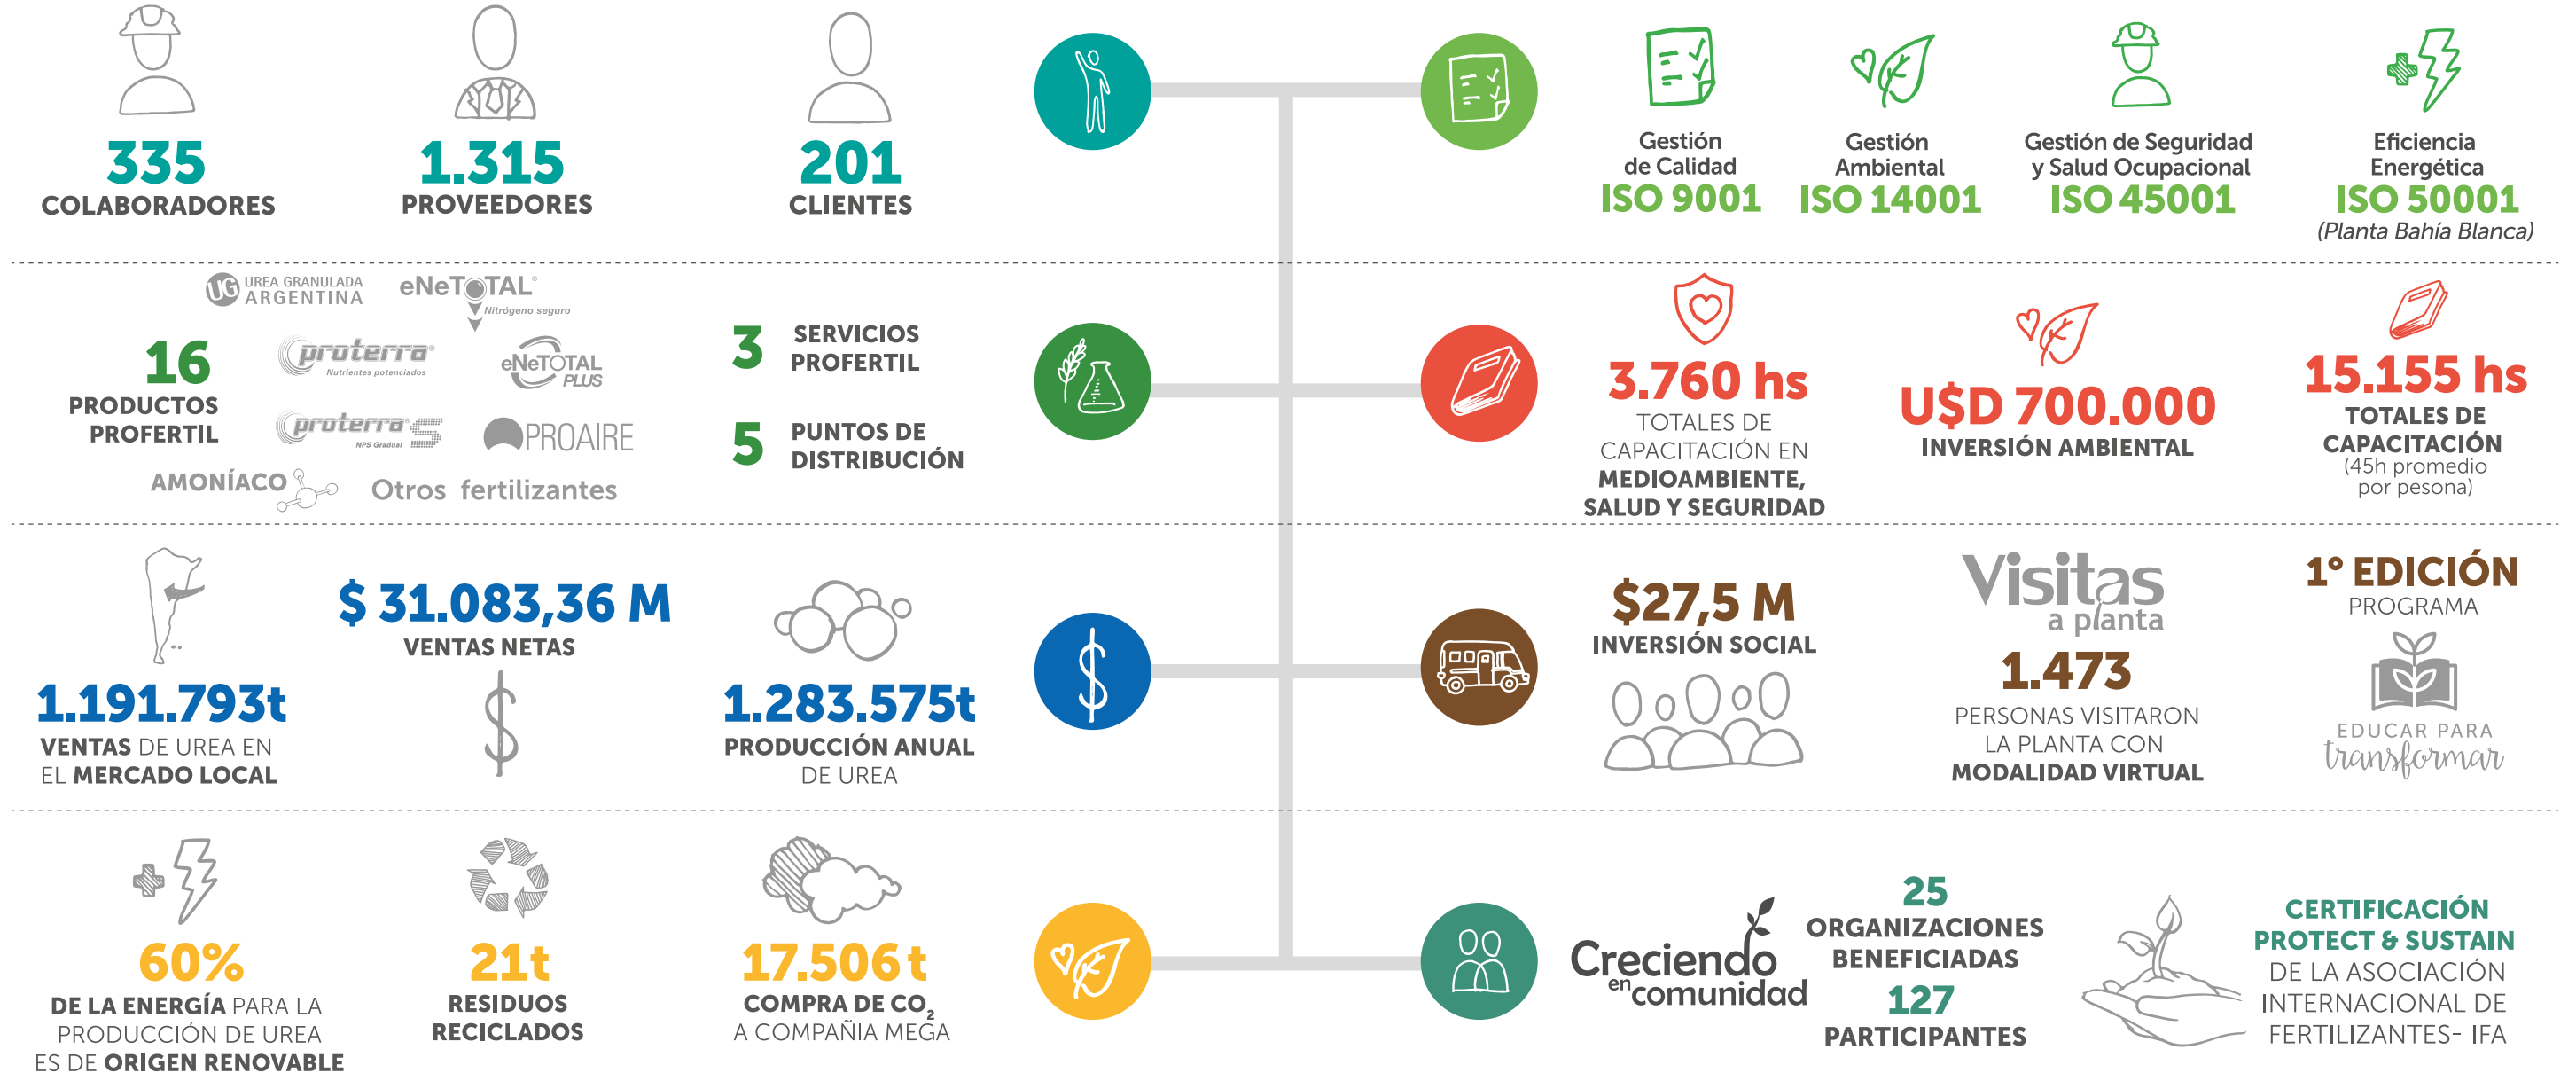 335
COLABORADORES
1.315
PROVEEDORES
201
CLIENTES
Gestión
de Calidad
ISO 9001
Gestión
Ambiental
ISO 14001
Gestión de Seguridad
y Salud Ocupacional
ISO 45001
Eficiencia
Energética
ISO 50001
(Planta Bahía Blanca)
16
PRODUCTOS
PROFERTIL
UG UREA GRANULADA
ARGENTINA
eNeTOTAL®
Nitrógeno seguro
proterra®
Nutrientes potenciados
eNeTOTAL
PLUS
proterra® S
NPS Gradual
PROAIRE
AMONÍACO
Otros fertilizantes
3
SERVICIOS
PROFERTIL
5
PUNTOS DE
DISTRIBUCIÓN
3.760 hs
TOTALES DE
CAPACITACIÓN EN
MEDIOAMBIENTE,
SALUD Y SEGURIDAD
U$D 700.000
INVERSIÓN AMBIENTAL
15.155 hs
TOTALES DE
CAPACITACIÓN
(45h promedio
por pesona)
1.191.793t
VENTAS DE UREA EN
EL MERCADO LOCAL
$ 31.083,36 M
VENTAS NETAS
1.283.575t
PRODUCCIÓN ANUAL
DE UREA
$27,5 M
INVERSIÓN SOCIAL
Visitas
a planta
1.473
PERSONAS VISITARON
LA PLANTA CON
MODALIDAD VIRTUAL
1° EDICIÓN
PROGRAMA
EDUCAR PARA
transformar
60%
DE LA ENERGÍA PARA LA
PRODUCCIÓN DE UREA
ES DE ORIGEN RENOVABLE
21t
RESIDUOS
RECICLADOS
17.506 t
COMPRA DE CO₂
A COMPAÑIA MEGA
Creciendo
en comunidad
25
ORGANIZACIONES
BENEFICIADAS
127
PARTICIPANTES
CERTIFICACIÓN
PROTECT & SUSTAIN
DE LA ASOCIACIÓN
INTERNACIONAL DE
FERTILIZANTES- IFA